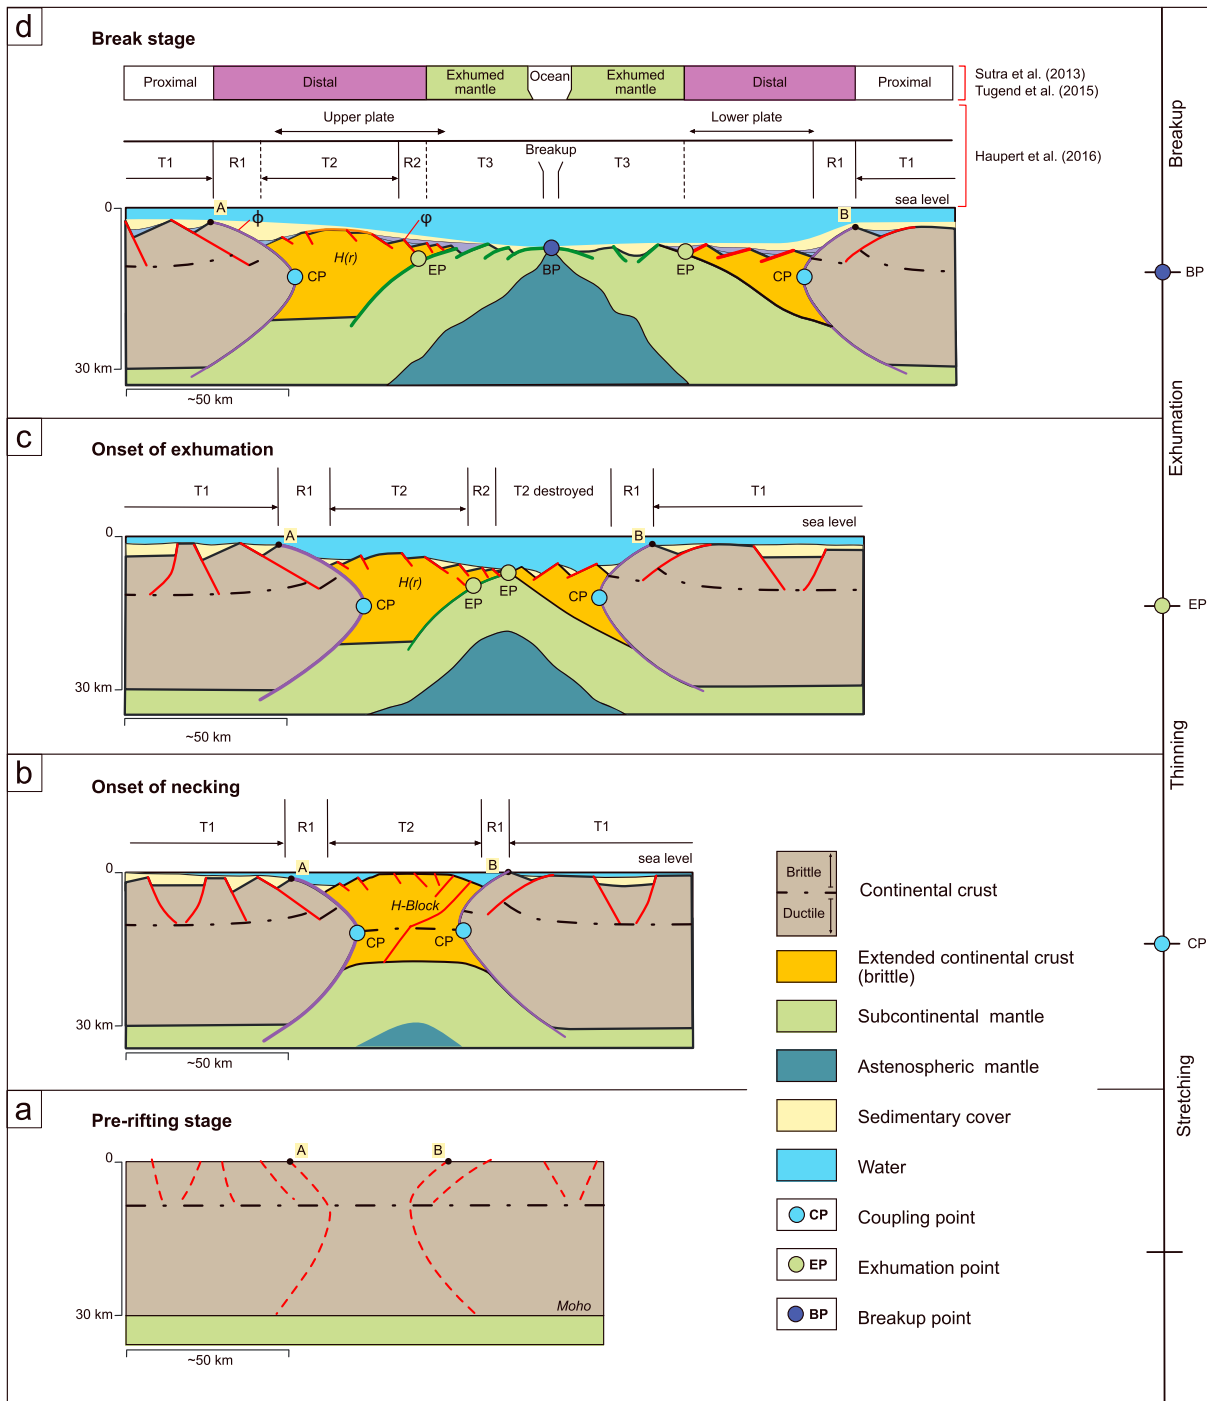 d
Break stage
Proximal
Distal
Exhumed
mantle
Ocean
Exhumed
mantle
Distal
Proximal
Sutra et al. (2013)
Tugend et al. (2015)
Upper plate
Lower plate
Breakup
T1
R1
T2
R2
T3
T3
R1
T1
Haupert et al. (2016)
sea level
0
A
ϕ
φ
B
H(r)
CP
EP
BP
EP
CP
30 km
~50 km
c
Onset of exhumation
T1
R1
T2
R2
T2 destroyed
R1
T1
sea level
0
A
B
H(r)
CP
EP
EP
CP
30 km
~50 km
b
Onset of necking
T1
R1
T2
R1
T1
sea level
0
A
B
H-Block
CP
CP
30 km
~50 km
a
Pre-rifting stage
0
A
B
Moho
30 km
~50 km
Brittle
Ductile
Continental crust
Extended continental crust
(brittle)
Subcontinental mantle
Astenospheric mantle
Sedimentary cover
Water
CP
Coupling point
EP
Exhumation point
BP
Breakup point
Breakup
BP
Exhumation
EP
Thinning
CP
Stretching